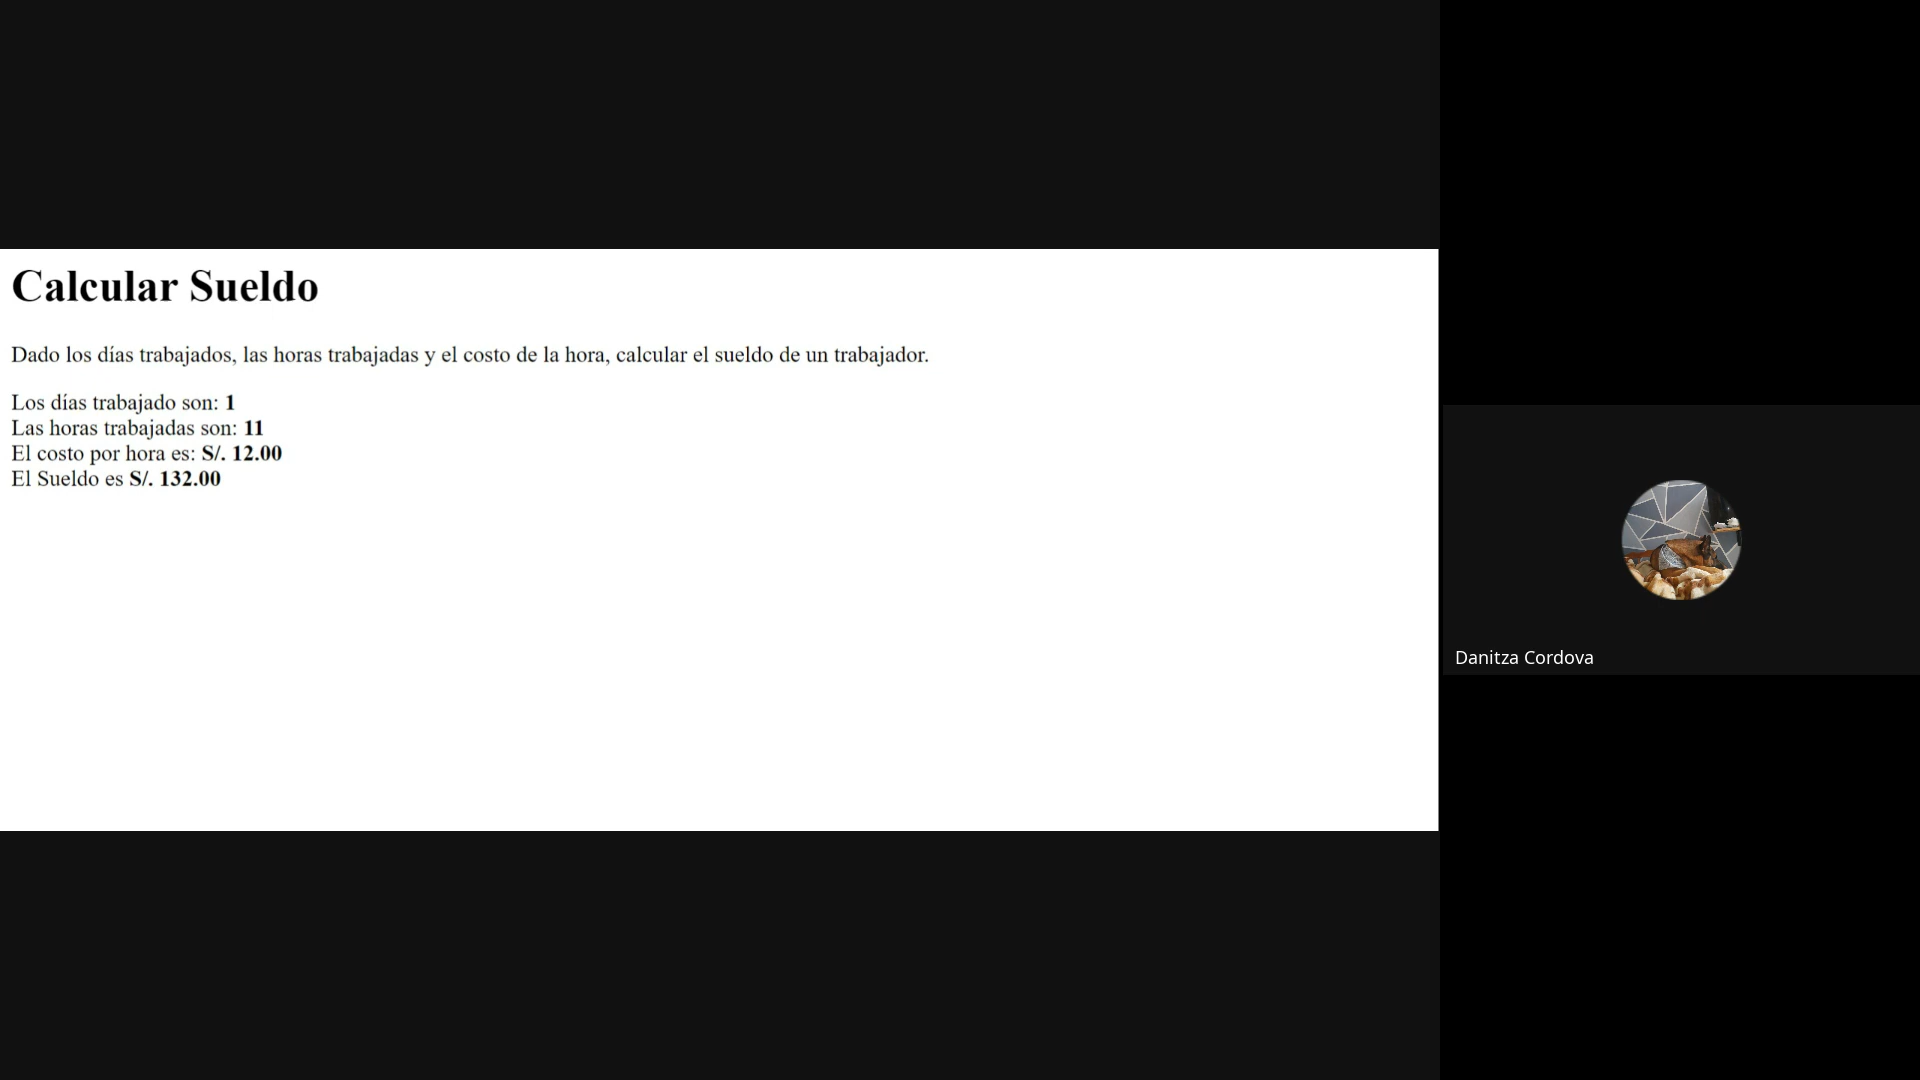 Calcular Sueldo
Dado los días trabajados, las horas trabajadas y el costo de la hora, calcular el sueldo de un trabajador.
Los días trabajado son: 1
Las horas trabajadas son: 11
El costo por hora es: S/. 12.00
El Sueldo es S/. 132.00
Danitza Cordova